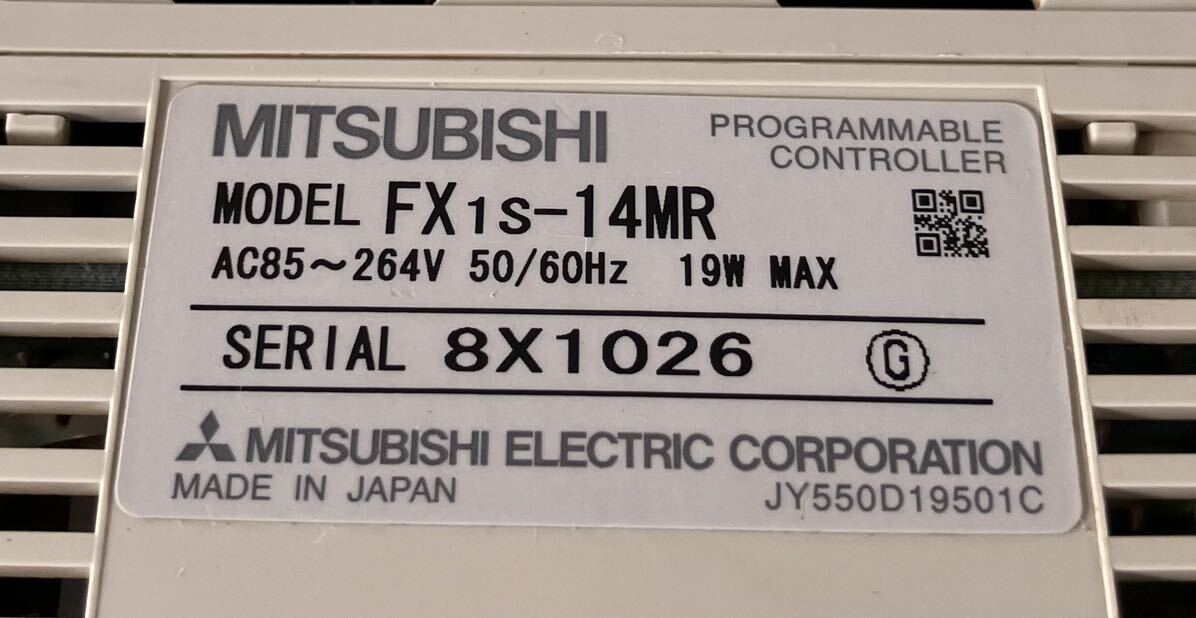 MITSUBISHI
PROGRAMMABLE
CONTROLLER
MODEL FX1S-14MR
AC85～264V 50/60Hz 19W MAX
SERIAL 8X1026 G
MITSUBISHI ELECTRIC CORPORATION
MADE IN JAPAN JY550D19501C